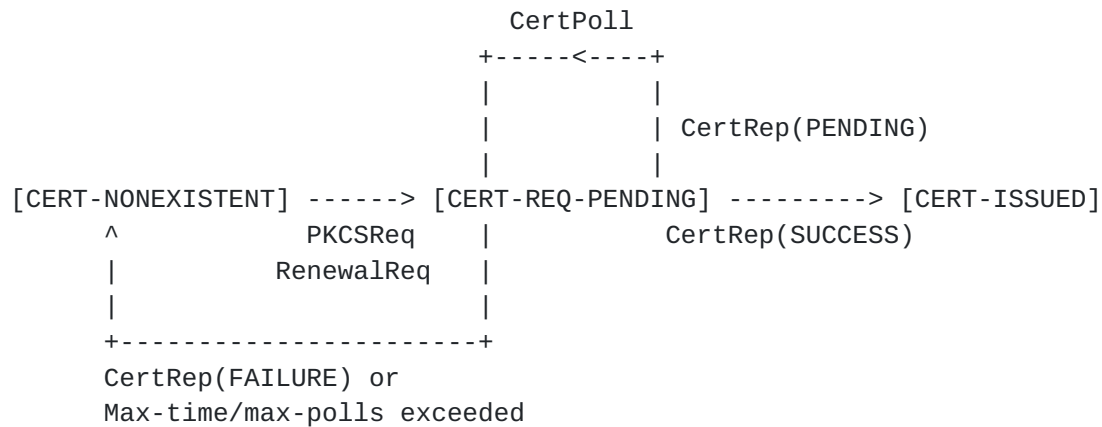 CertPoll
+-----<----+
|          |
|          | CertRep(PENDING)
|          |
[CERT-NONEXISTENT] ------> [CERT-REQ-PENDING] ---------> [CERT-ISSUED]
^            PKCSReq    |           CertRep(SUCCESS)
|          RenewalReq   |
|                       |
+-----------------------+
CertRep(FAILURE) or
Max-time/max-polls exceeded